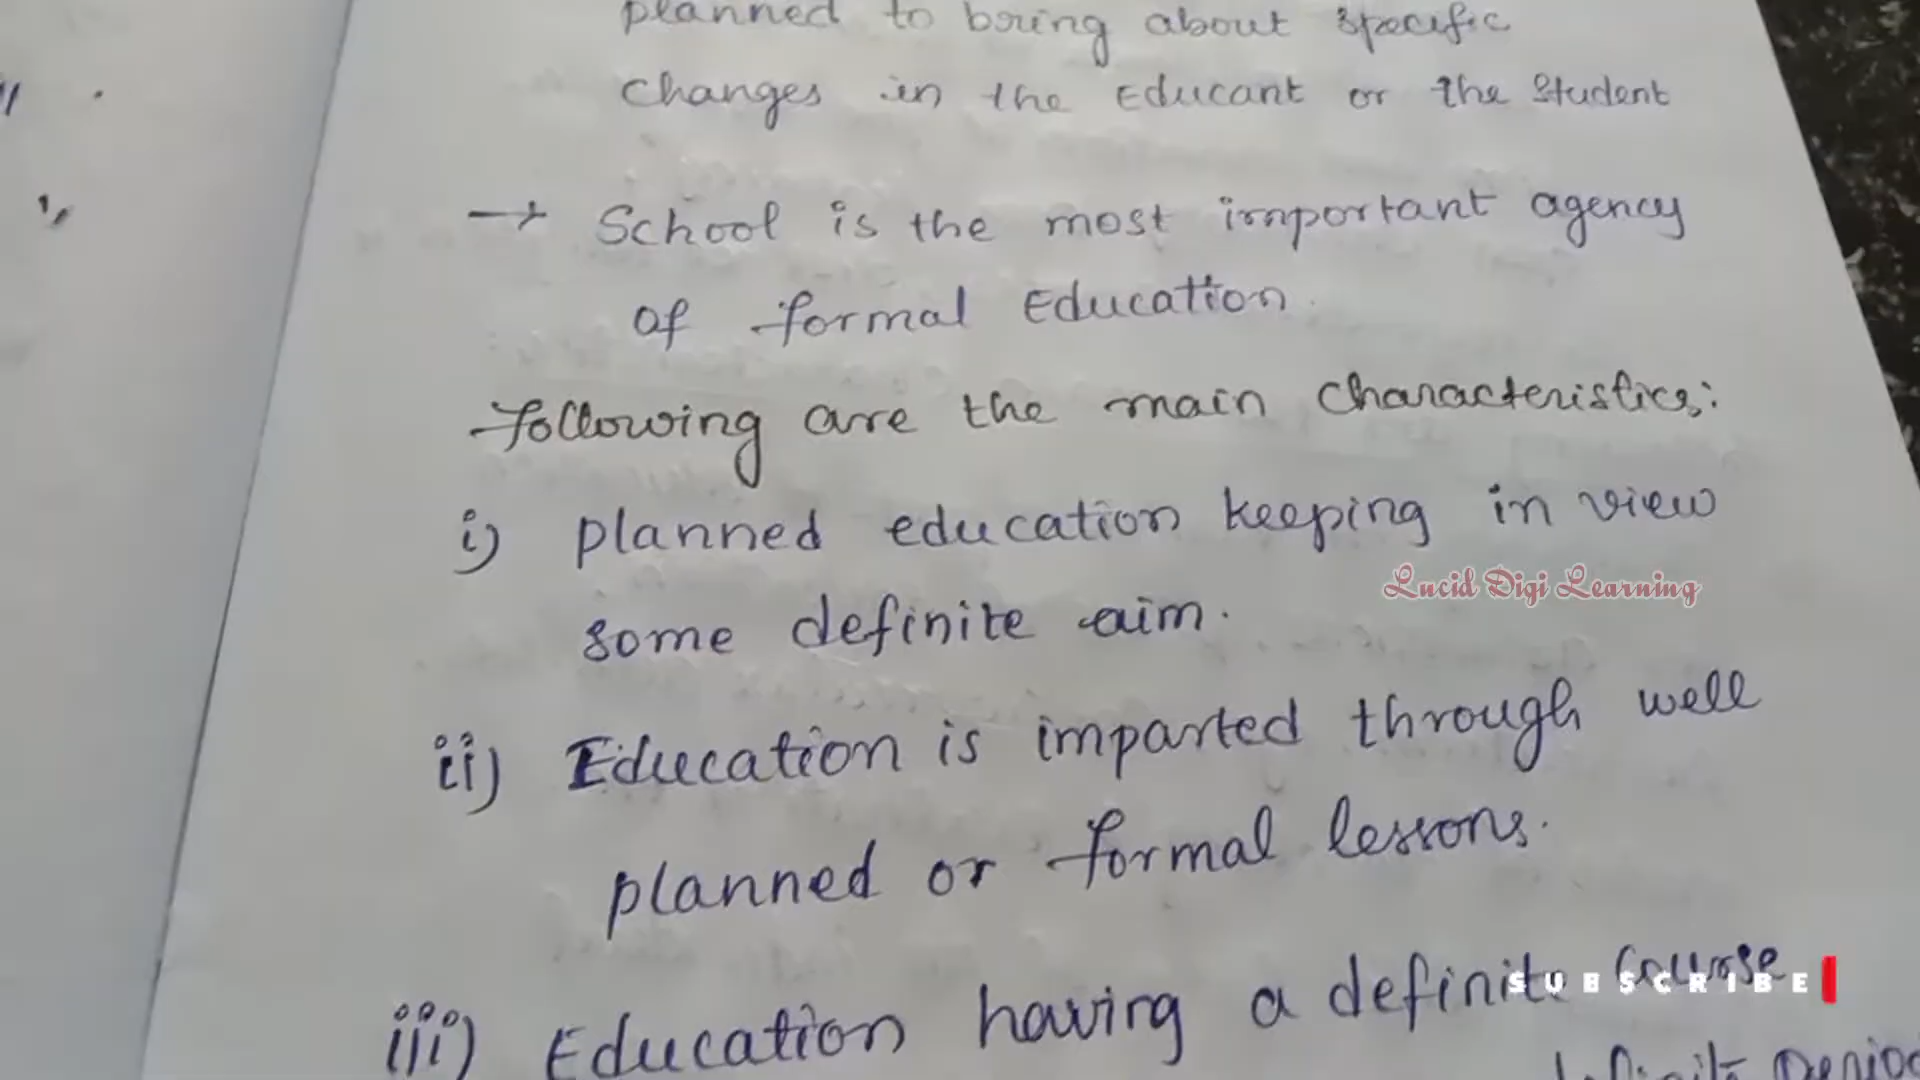 planned to bring about specific
changes in the Educant or the Student
→ School is the most important agency
of formal Education.
following are the main Characteristics:
i) planned education keeping in view
some definite aim.
Lucid Digi Learning
ii) Education is imparted through well
planned or formal lessons.
iii) Education having a definite Course
SUBSCRIBE